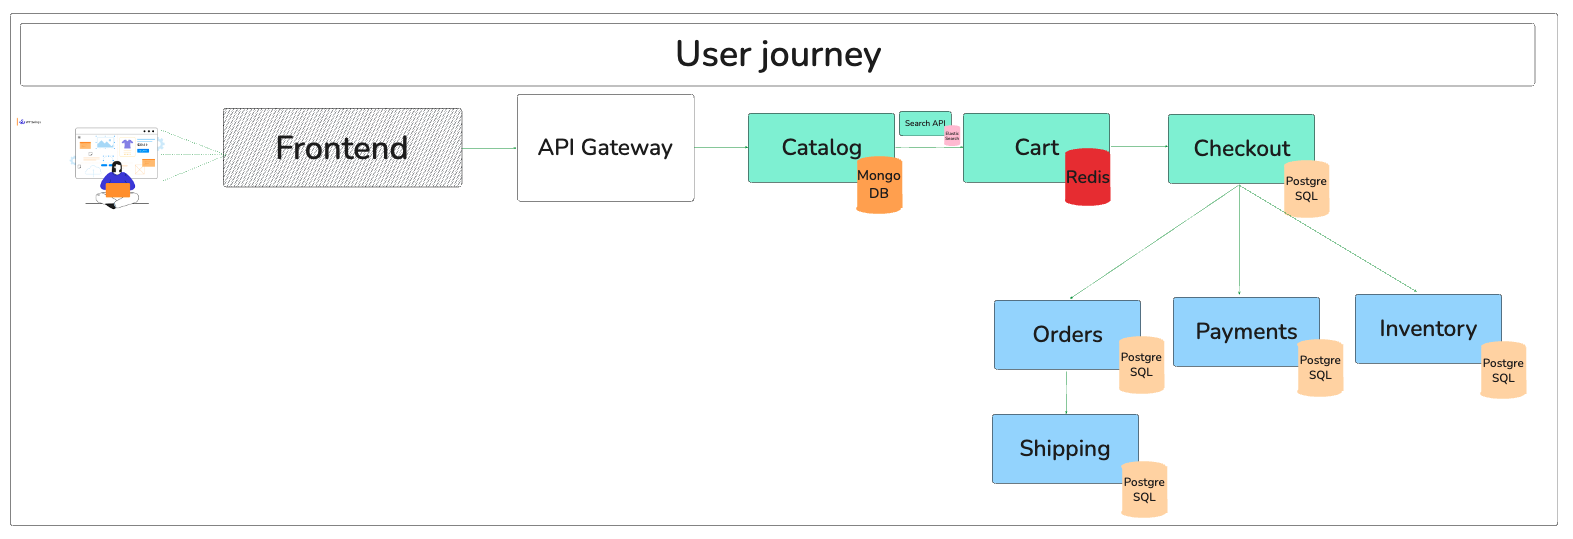 User journey
Frontend
API Gateway
Catalog
Mongo
DB
Search API
Elastic
Search
Cart
Redis
Checkout
Postgre
SQL
Orders
Postgre
SQL
Payments
Postgre
SQL
Inventory
Postgre
SQL
Shipping
Postgre
SQL